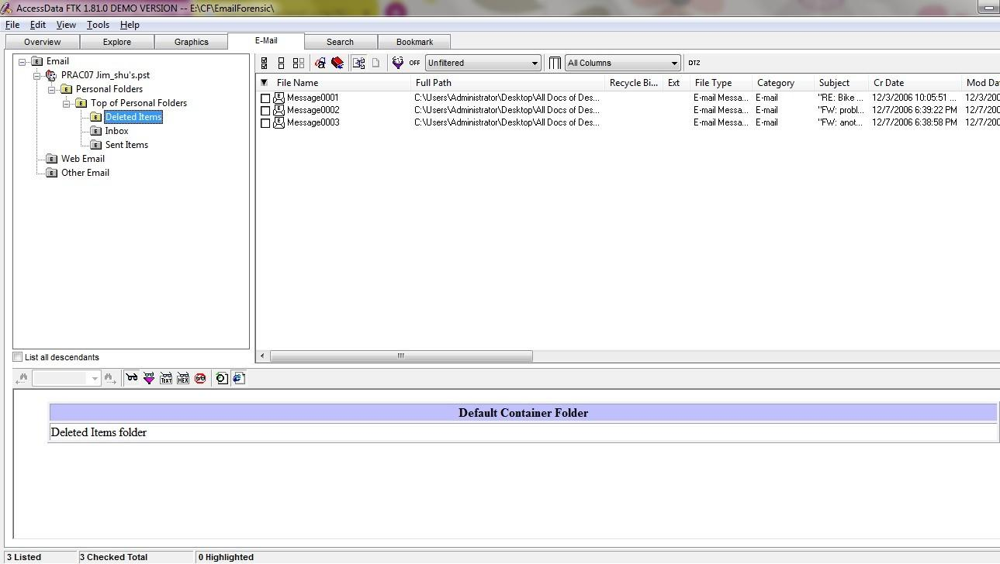 AccessData FTK 1.81.0 DEMO VERSION -- E:\CF\EmailForensic\
File Edit View Tools Help
Overview Explore Graphics E-Mail Search Bookmark
Email
PRAC07 Jim_shu's.pst
Personal Folders
Top of Personal Folders
Deleted Items
Inbox
Sent Items
Web Email
Other Email
List all descendants
OFF Unfiltered All Columns DTZ
File Name Full Path Recycle Bi... Ext File Type Category Subject Cr Date Mod Dat
Message0001 C:\Users\Administrator\Desktop\All Docs of Des... E-mail Messa... E-mail "RE: Bike ... 12/3/2006 10:05:51 ... 12/3/200
Message0002 C:\Users\Administrator\Desktop\All Docs of Des... E-mail Messa... E-mail "FW: probl... 12/7/2006 6:39:22 PM 12/7/200
Message0003 C:\Users\Administrator\Desktop\All Docs of Des... E-mail Messa... E-mail "FW: anot... 12/7/2006 6:38:58 PM 12/7/200
TEXT HEX
Default Container Folder
Deleted Items folder
3 Listed 3 Checked Total 0 Highlighted